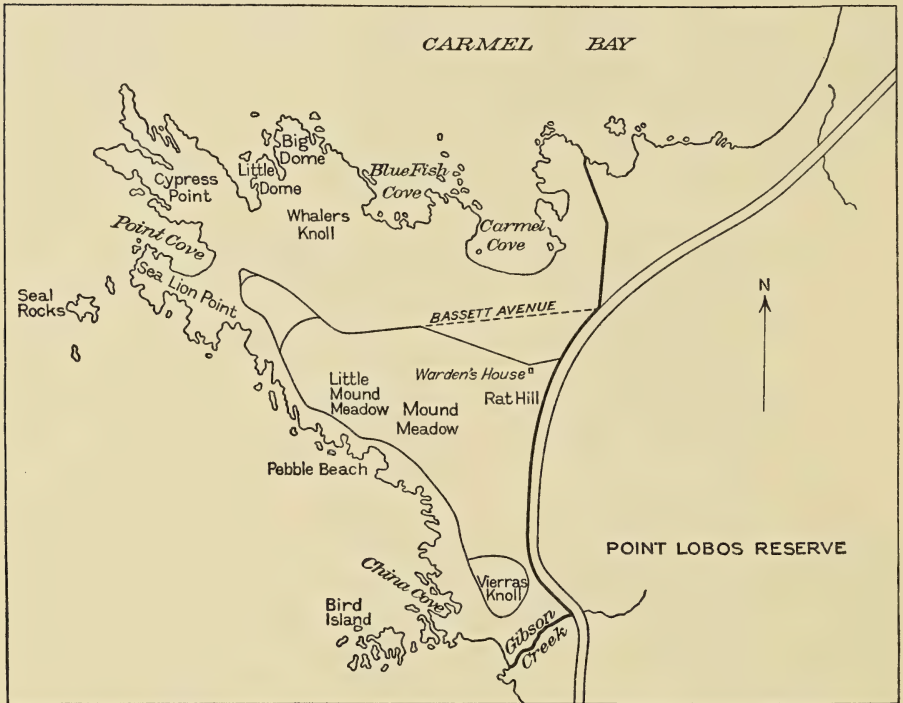 CARMEL BAY
Big
Dome
Little
Dome
Blue Fish
Cove
Cypress
Point
Whalers
Knoll
Carmel
Cove
Point Cove
Sea Lion Point
Seal
Rocks
N
BASSETT AVENUE
Warden's House
Rat Hill
Little
Mound
Meadow
Mound
Meadow
Pebble Beach
POINT LOBOS RESERVE
China Cove
Vierras
Knoll
Bird
Island
Gibson
Creek